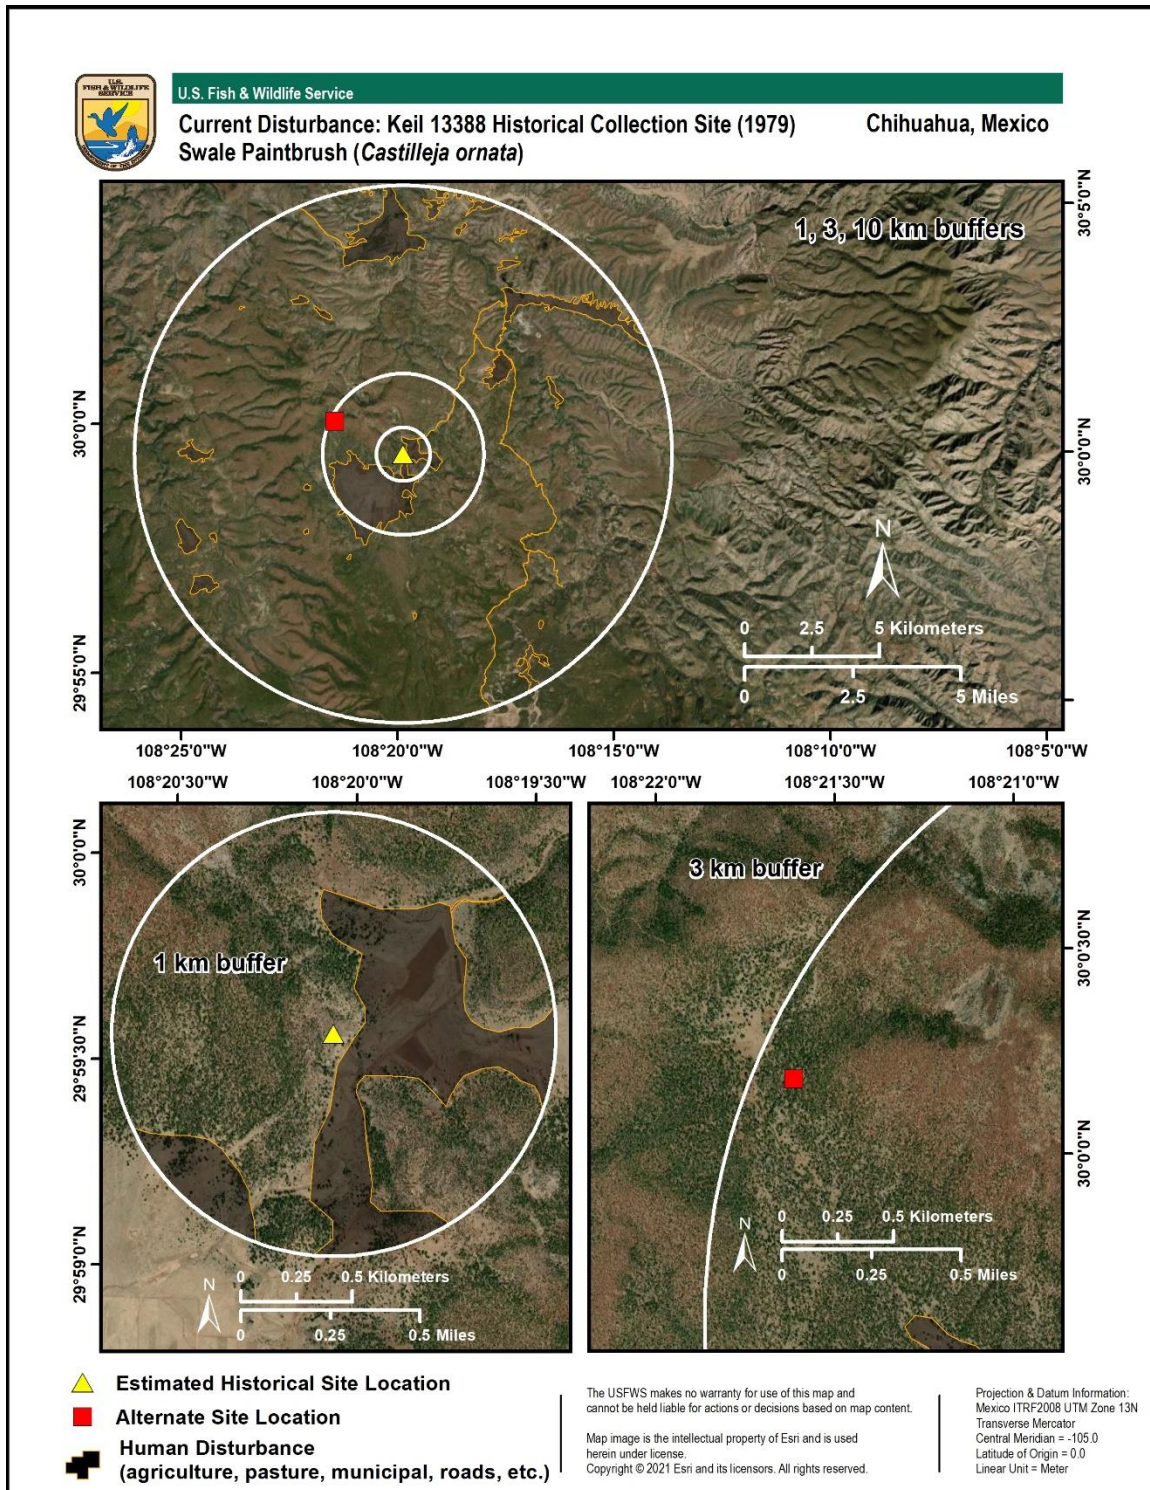 U.S.
FISH & WILDLIFE
SERVICE
DEPARTMENT OF THE INTERIOR
U.S. Fish & Wildlife Service
Current Disturbance: Keil 13388 Historical Collection Site (1979)
Chihuahua, Mexico
Swale Paintbrush (Castilleja ornata)
1, 3, 10 km buffers
30°5'0"N
30°0'0"N
30°0'0"N
29°55'0"N
N
0 2.5 5 Kilometers
0 2.5 5 Miles
108°25'0"W 108°20'0"W 108°15'0"W 108°10'0"W 108°5'0"W
108°20'30"W 108°20'0"W 108°19'30"W
108°22'0"W 108°21'30"W 108°21'0"W
30°0'0"N
29°59'30"N
29°59'0"N
1 km buffer
N
0 0.25 0.5 Kilometers
0 0.25 0.5 Miles
3 km buffer
30°0'30"N
30°0'0"N
N
0 0.25 0.5 Kilometers
0 0.25 0.5 Miles
Estimated Historical Site Location
Alternate Site Location
Human Disturbance
(agriculture, pasture, municipal, roads, etc.)
The USFWS makes no warranty for use of this map and
cannot be held liable for actions or decisions based on map content.
Map image is the intellectual property of Esri and is used
herein under license.
Copyright © 2021 Esri and its licensors. All rights reserved.
Projection & Datum Information:
Mexico ITRF2008 UTM Zone 13N
Transverse Mercator
Central Meridian = -105.0
Latitude of Origin = 0.0
Linear Unit = Meter